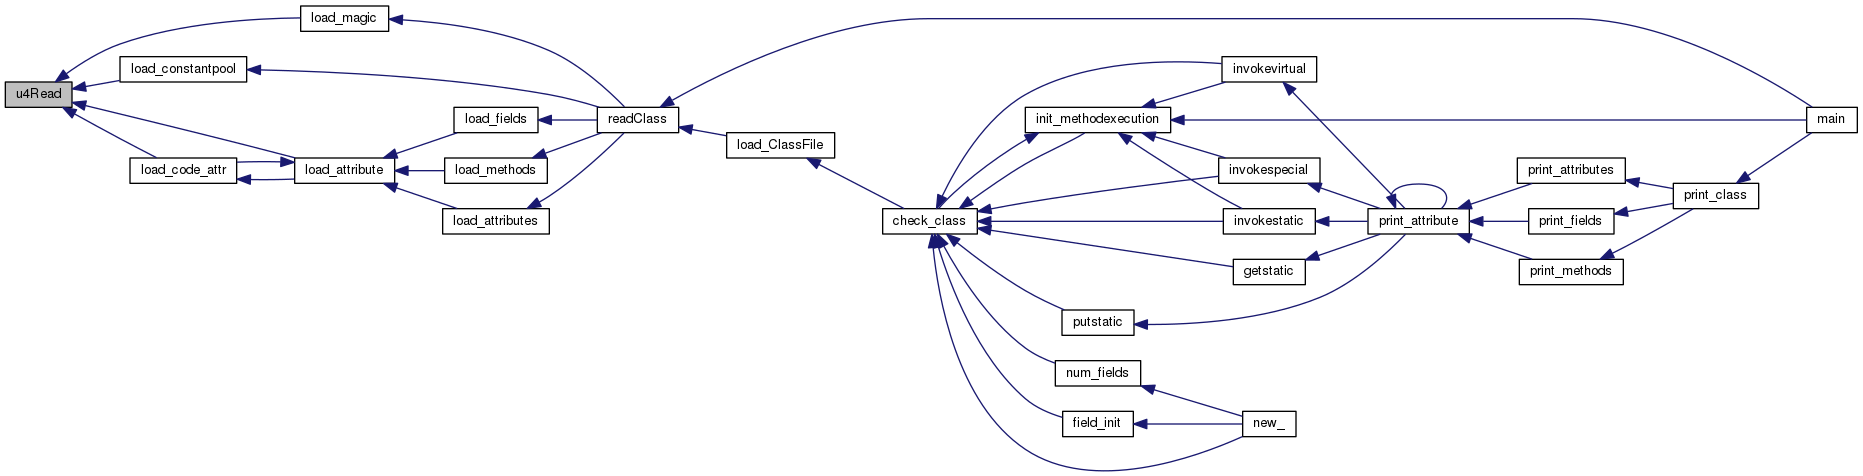 u4Read
load_magic
load_constantpool
load_code_attr
load_attribute
load_fields
load_methods
load_attributes
readClass
load_ClassFile
check_class
init_methodexecution
invokevirtual
invokespecial
invokestatic
getstatic
putstatic
num_fields
field_init
new_
print_attribute
print_attributes
print_fields
print_methods
print_class
main